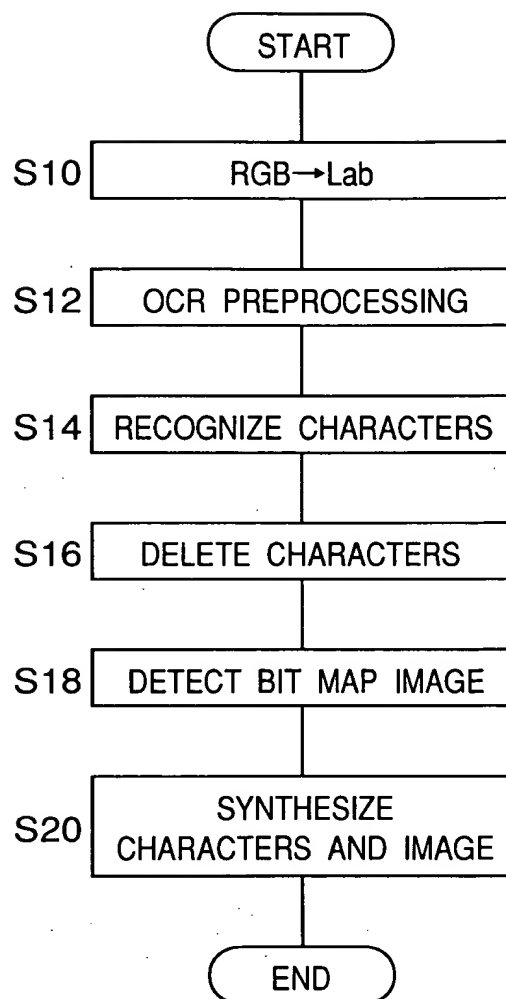 START
S10 RGB→Lab
S12 OCR PREPROCESSING
S14 RECOGNIZE CHARACTERS
S16 DELETE CHARACTERS
S18 DETECT BIT MAP IMAGE
S20 SYNTHESIZE
CHARACTERS AND IMAGE
END